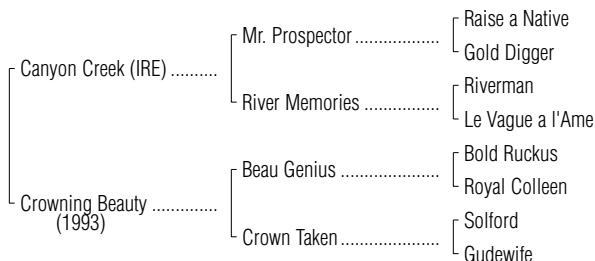 Raise a Native
Mr. Prospector ....................
Gold Digger
Canyon Creek (IRE) ..........
Riverman
River Memories ..................
Le Vague a l'Ame
Bold Ruckus
Beau Genius .......................
Royal Colleen
Crowning Beauty ..............
(1993)
Solford
Crown Taken.......................
Gudewife